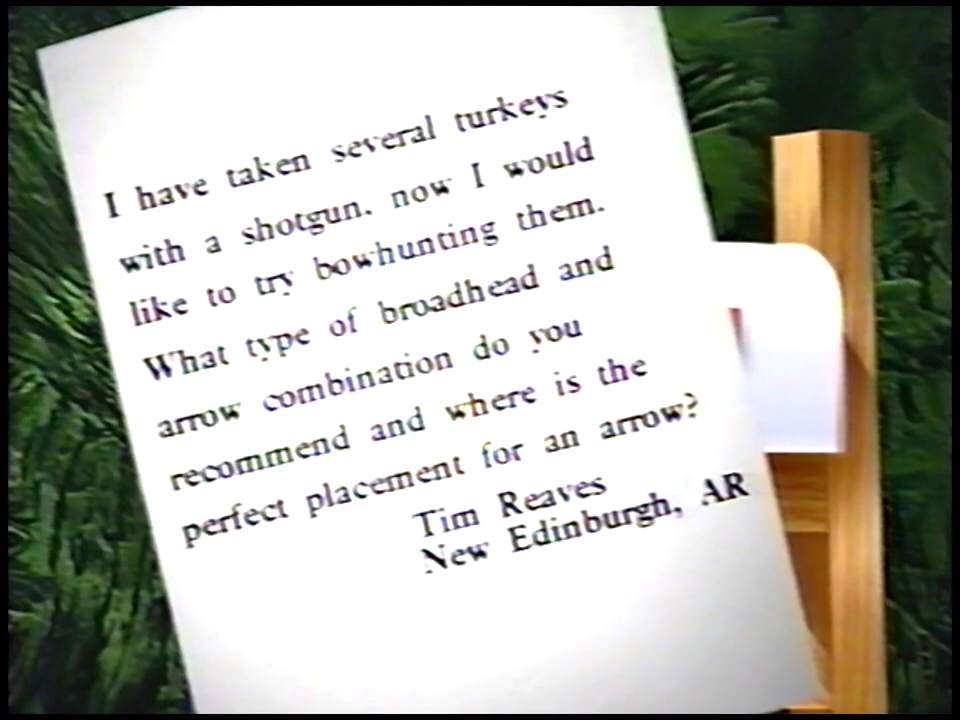 I have taken several turkeys
with a shotgun. now I would
like to try bowhunting them.
What type of broadhead and
arrow combination do you
recommend and where is the
perfect placement for an arrow?
Tim Reaves
New Edinburgh, AR